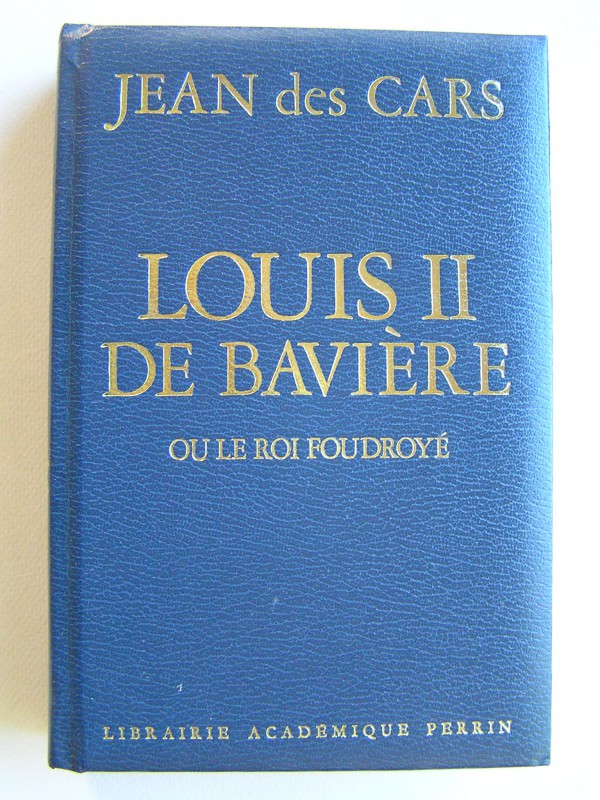 JEAN des CARS
LOUIS II
DE BAVIÈRE
OU LE ROI FOUDROYÉ
LIBRAIRIE ACADÉMIQUE PERRIN